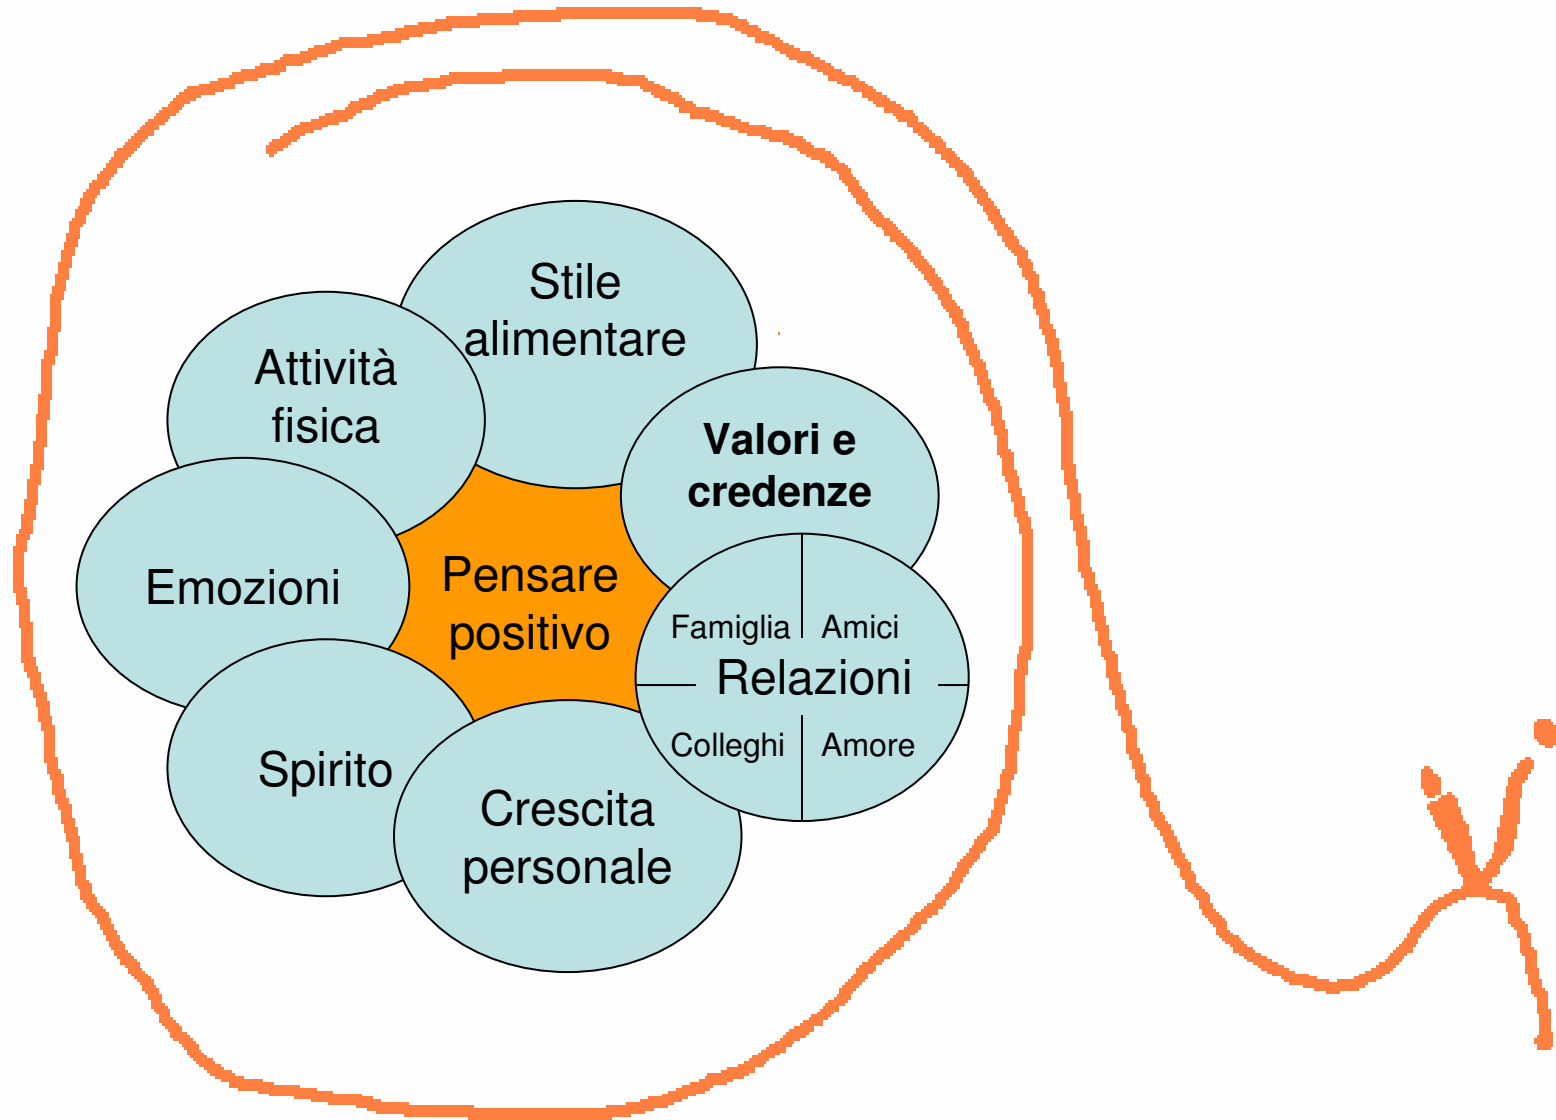 Stile
alimentare
Attività
fisica
Valori e
credenze
Emozioni
Pensare
positivo
Famiglia Amici
Relazioni
Colleghi Amore
Spirito
Crescita
personale